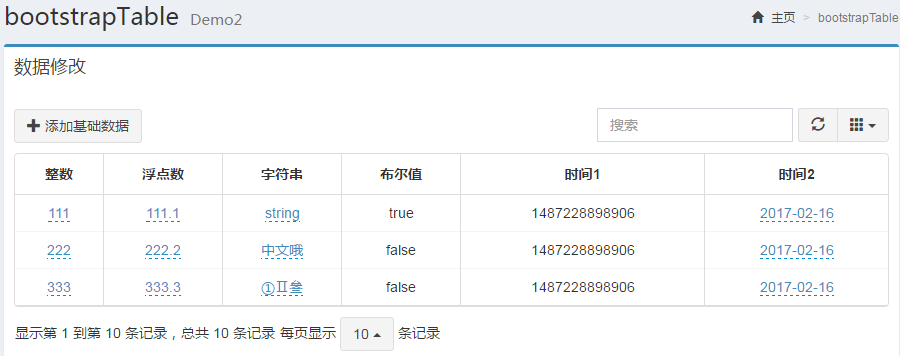 bootstrapTable Demo2 主页 > bootstrapTable
数据修改
添加基础数据 搜索
整数 浮点数 字符串 布尔值 时间1 时间2
111 111.1 string true 1487228898906 2017-02-16
222 222.2 中文哦 false 1487228898906 2017-02-16
333 333.3 ①Ⅱ叁 false 1487228898906 2017-02-16
显示第 1 到第 10 条记录，总共 10 条记录 每页显示 10 条记录